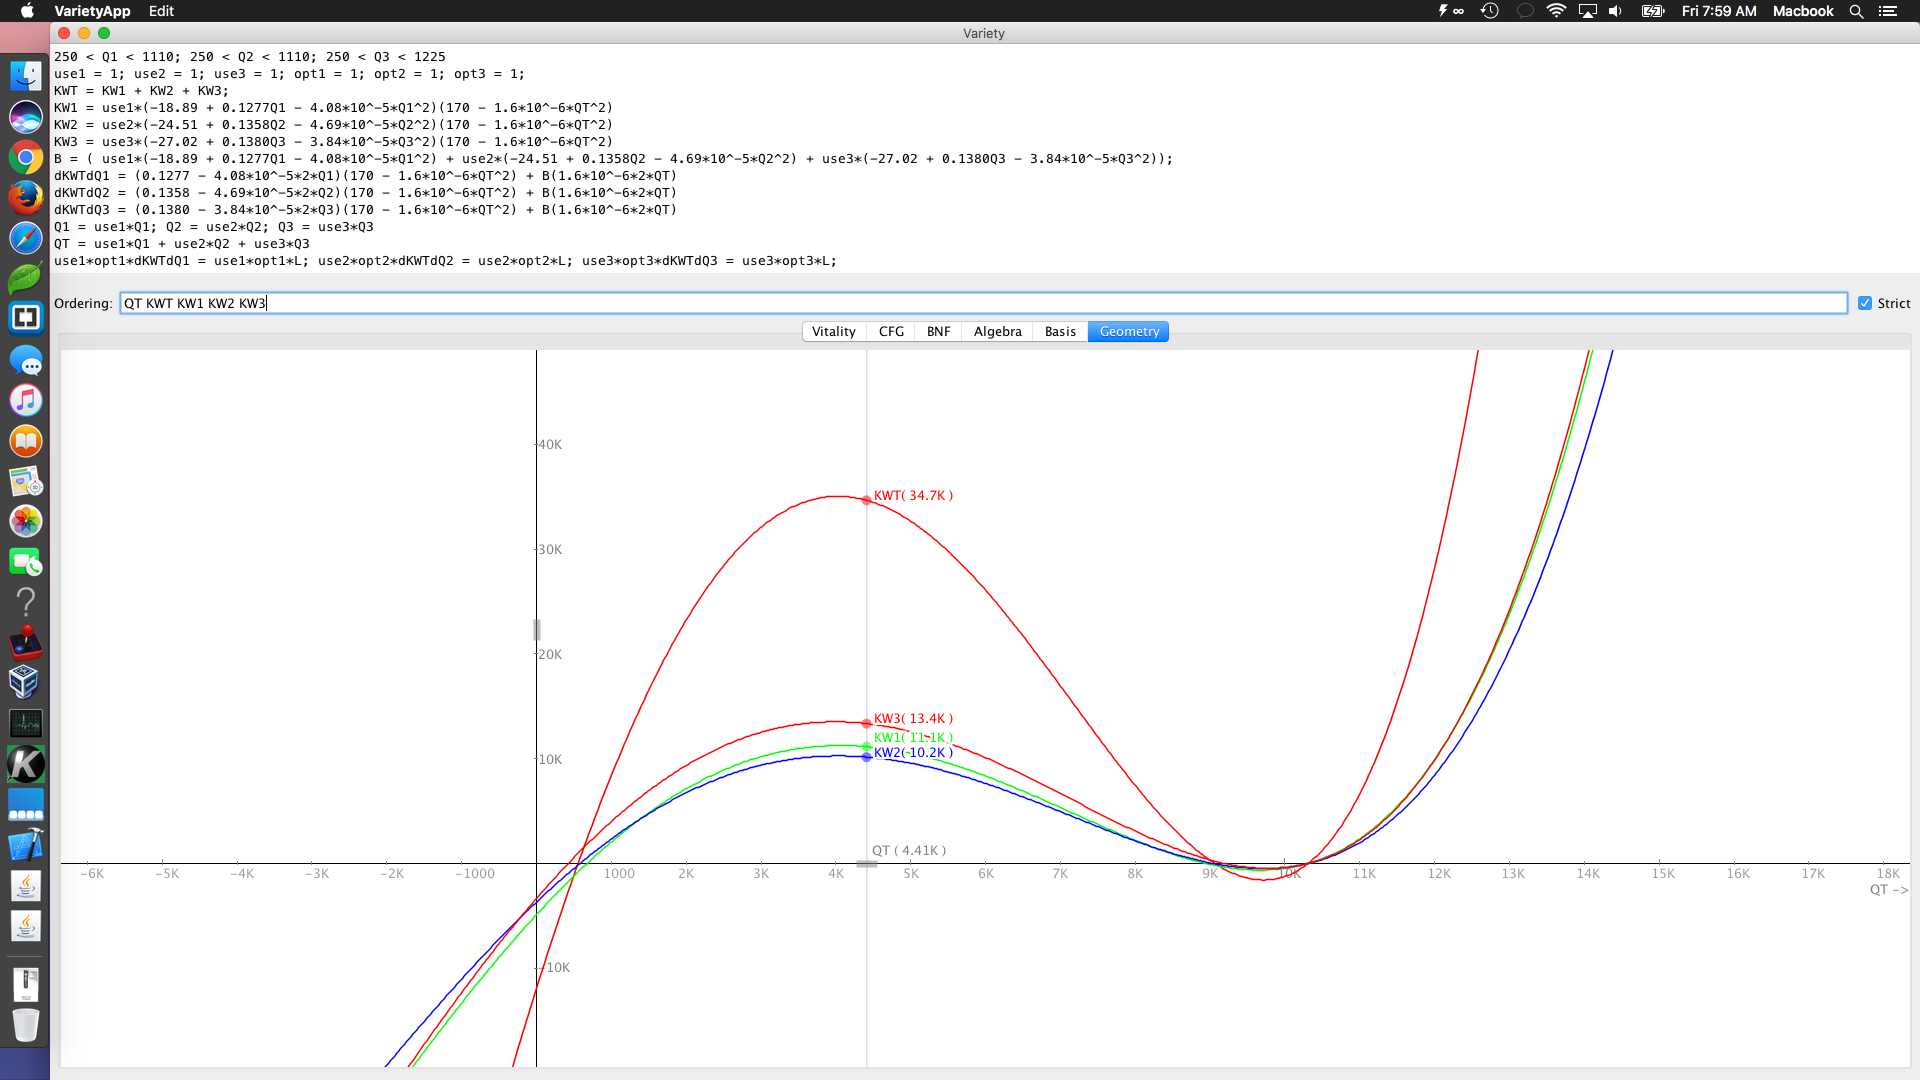 VarietyApp Edit Fri 7:59 AM Macbook
Variety
250 < Q1 < 1110; 250 < Q2 < 1110; 250 < Q3 < 1225
use1 = 1; use2 = 1; use3 = 1; opt1 = 1; opt2 = 1; opt3 = 1;
KWT = KW1 + KW2 + KW3;
KW1 = use1*(-18.89 + 0.1277Q1 - 4.08*10^-5*Q1^2)(170 - 1.6*10^-6*QT^2)
KW2 = use2*(-24.51 + 0.1358Q2 - 4.69*10^-5*Q2^2)(170 - 1.6*10^-6*QT^2)
KW3 = use3*(-27.02 + 0.1380Q3 - 3.84*10^-5*Q3^2)(170 - 1.6*10^-6*QT^2)
B = ( use1*(-18.89 + 0.1277Q1 - 4.08*10^-5*Q1^2) + use2*(-24.51 + 0.1358Q2 - 4.69*10^-5*Q2^2) + use3*(-27.02 + 0.1380Q3 - 3.84*10^-5*Q3^2));
dKWTdQ1 = (0.1277 - 4.08*10^-5*2*Q1)(170 - 1.6*10^-6*QT^2) + B(1.6*10^-6*2*QT)
dKWTdQ2 = (0.1358 - 4.69*10^-5*2*Q2)(170 - 1.6*10^-6*QT^2) + B(1.6*10^-6*2*QT)
dKWTdQ3 = (0.1380 - 3.84*10^-5*2*Q3)(170 - 1.6*10^-6*QT^2) + B(1.6*10^-6*2*QT)
Q1 = use1*Q1; Q2 = use2*Q2; Q3 = use3*Q3
QT = use1*Q1 + use2*Q2 + use3*Q3
use1*opt1*dKWTdQ1 = use1*opt1*L; use2*opt2*dKWTdQ2 = use2*opt2*L; use3*opt3*dKWTdQ3 = use3*opt3*L;
Ordering: QT KWT KW1 KW2 KW3 Strict
Vitality CFG BNF Algebra Basis Geometry
40K
KWT( 34.7K )
30K
20K
KW3( 13.4K )
KW1( 11.1K )
KW2( 10.2K )
10K
QT ( 4.41K )
-6K -5K -4K -3K -2K -1000 1000 2K 3K 4K 5K 6K 7K 8K 9K 10K 11K 12K 13K 14K 15K 16K 17K 18K
QT ->
-10K